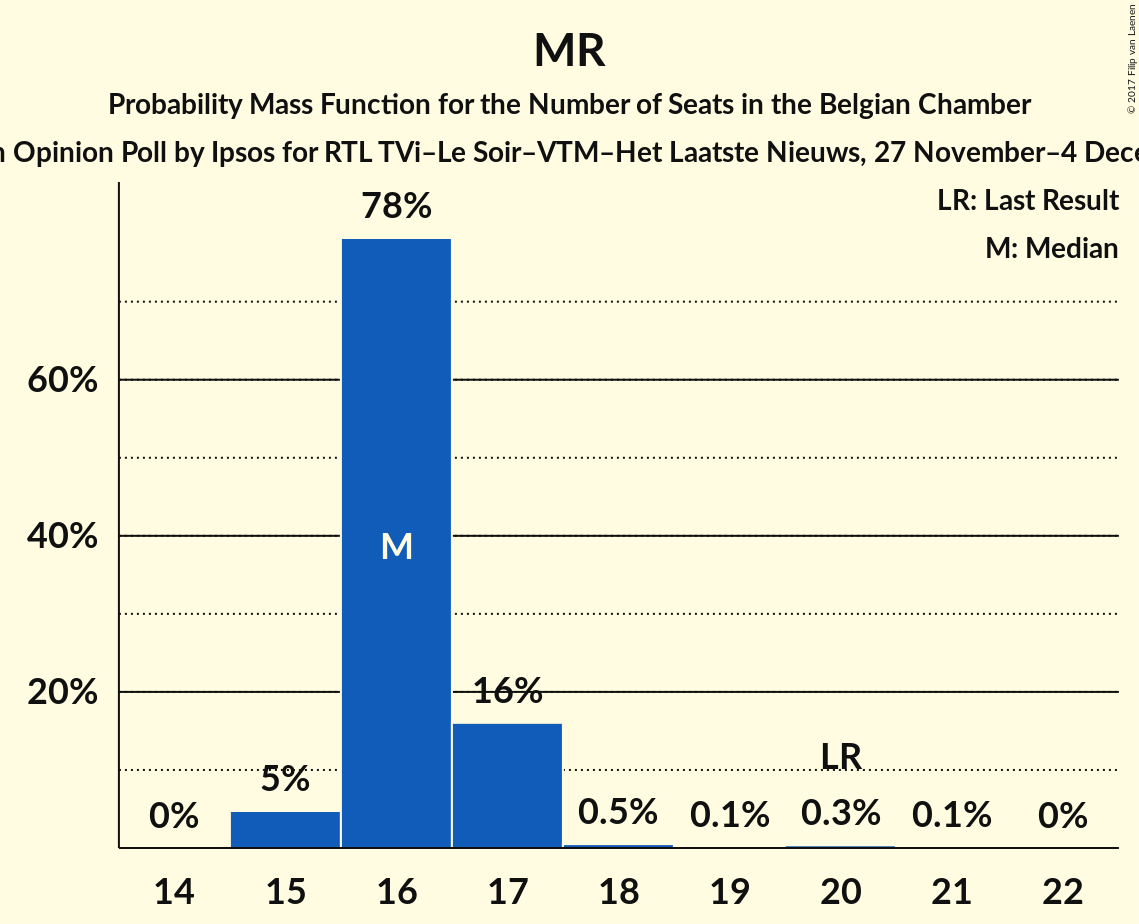 MR
Probability Mass Function for the Number of Seats in the Belgian Chamber
Opinion Poll by Ipsos for RTL TVi–Le Soir–VTM–Het Laatste Nieuws, 27 November–4 Dece
© 2017 Filip van Laenen
LR: Last Result
M: Median
78%
60%
40%
M
20%
16%
LR
5%
0%
0.5%
0.1%
0.3%
0.1%
0%
14 15 16 17 18 19 20 21 22